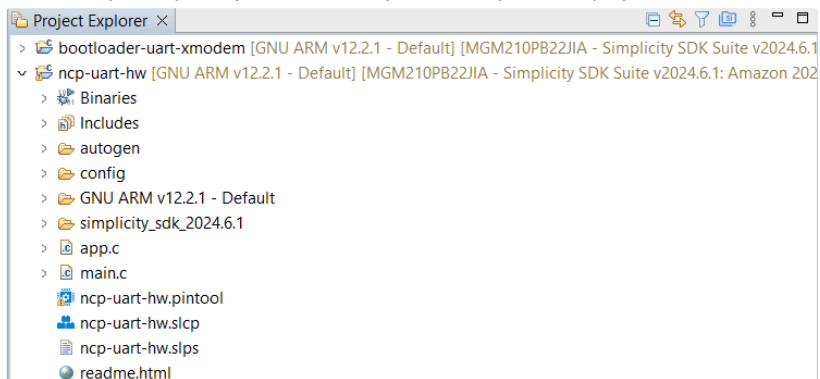 Project Explorer ×
bootloader-uart-xmodem [GNU ARM v12.2.1 - Default] [MGM210PB22JIA - Simplicity SDK Suite v2024.6.1
ncp-uart-hw [GNU ARM v12.2.1 - Default] [MGM210PB22JIA - Simplicity SDK Suite v2024.6.1: Amazon 202
Binaries
Includes
autogen
config
GNU ARM v12.2.1 - Default
simplicity_sdk_2024.6.1
app.c
main.c
ncp-uart-hw.pintool
ncp-uart-hw.slcp
ncp-uart-hw.slps
readme.html